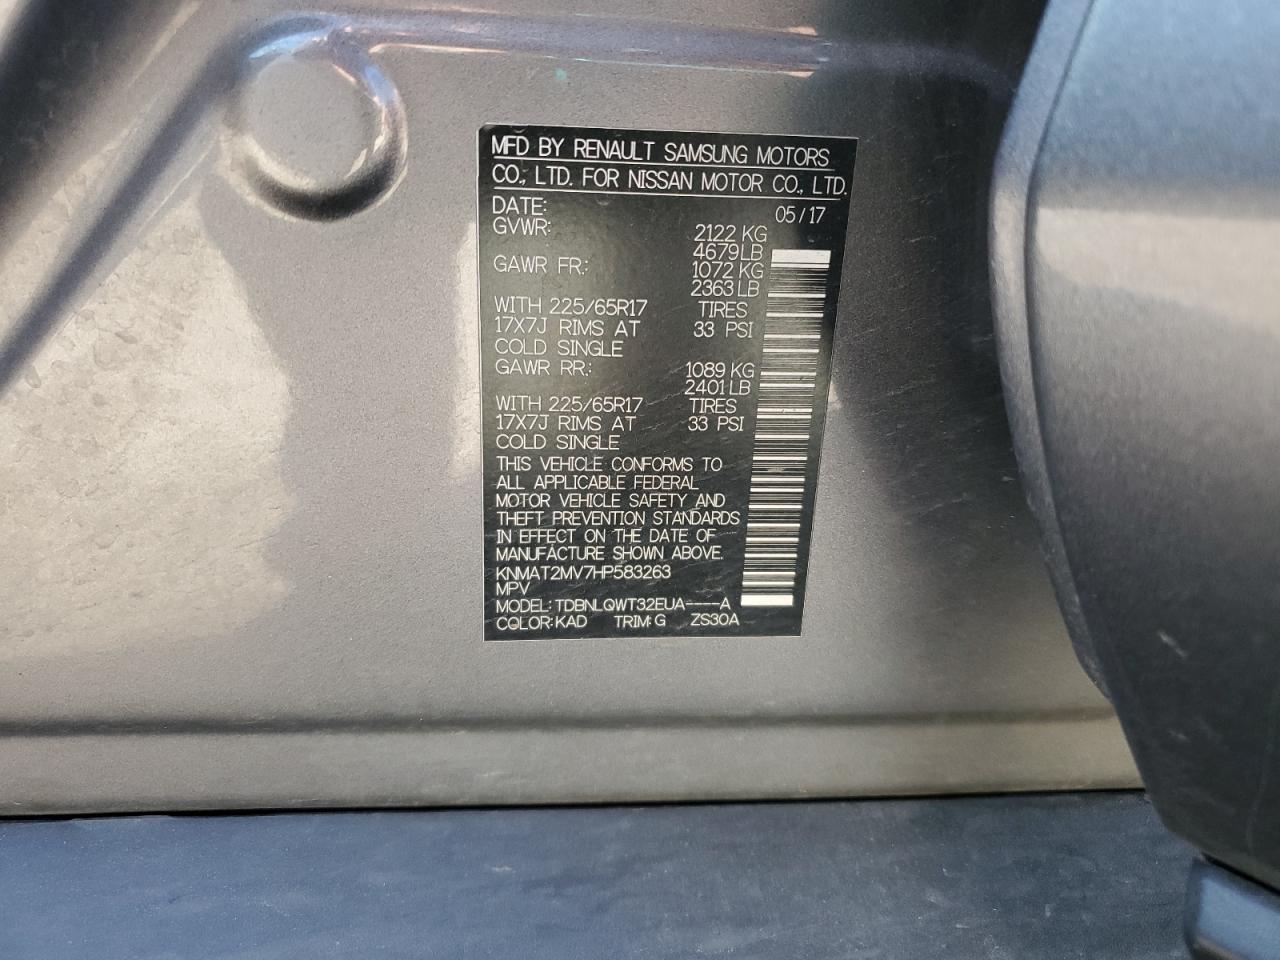 MFD BY RENAULT SAMSUNG MOTORS
CO., LTD. FOR NISSAN MOTOR CO., LTD.
DATE: 05/17
GVWR: 2122 KG
4679 LB
GAWR FR.: 1072 KG
2363 LB
WITH 225/65R17 TIRES
17X7J RIMS AT 33 PSI
COLD SINGLE
GAWR RR.: 1089 KG
2401 LB
WITH 225/65R17 TIRES
17X7J RIMS AT 33 PSI
COLD SINGLE
THIS VEHICLE CONFORMS TO
ALL APPLICABLE FEDERAL
MOTOR VEHICLE SAFETY AND
THEFT PREVENTION STANDARDS
IN EFFECT ON THE DATE OF
MANUFACTURE SHOWN ABOVE.
KNMAT2MV7HP583263
MPV
MODEL: TDBNLQWT32EUA----A
COLOR:KAD TRIM:G ZS30A